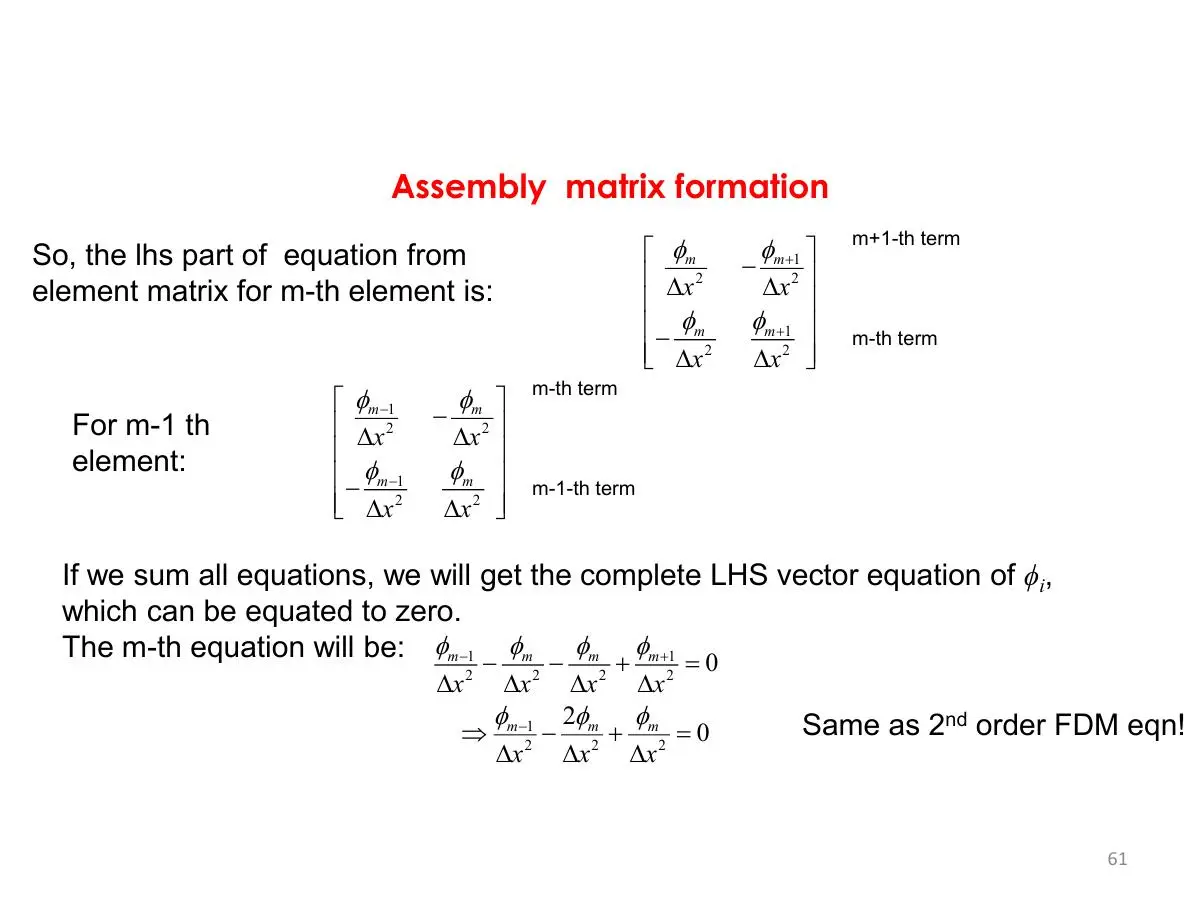 Assembly matrix formation
So, the lhs part of equation from
element matrix for m-th element is:
[ ϕ_m/Δx² −ϕ_{m+1}/Δx² ] m+1-th term
[ −ϕ_m/Δx² ϕ_{m+1}/Δx² ] m-th term
For m-1 th
element:
[ ϕ_{m−1}/Δx² −ϕ_m/Δx² ] m-th term
[ −ϕ_{m−1}/Δx² ϕ_m/Δx² ] m-1-th term
If we sum all equations, we will get the complete LHS vector equation of ϕ_i,
which can be equated to zero.
The m-th equation will be: ϕ_{m−1}/Δx² − ϕ_m/Δx² − ϕ_m/Δx² + ϕ_{m+1}/Δx² = 0
⇒ ϕ_{m−1}/Δx² − 2ϕ_m/Δx² + ϕ_m/Δx² = 0 Same as 2nd order FDM eqn!
61